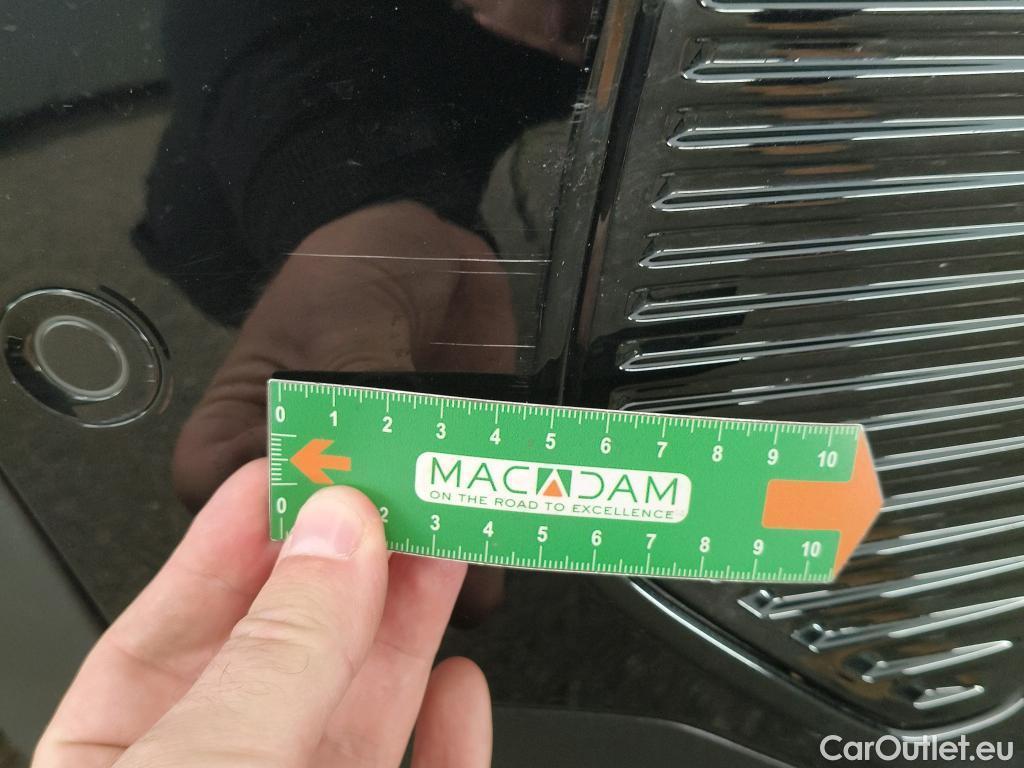 0 1 2 3 4 5 6 7 8 9 10
MACADAM
ON THE ROAD TO EXCELLENCE
0 2 3 4 5 6 7 8 9 10
CarOutlet.eu